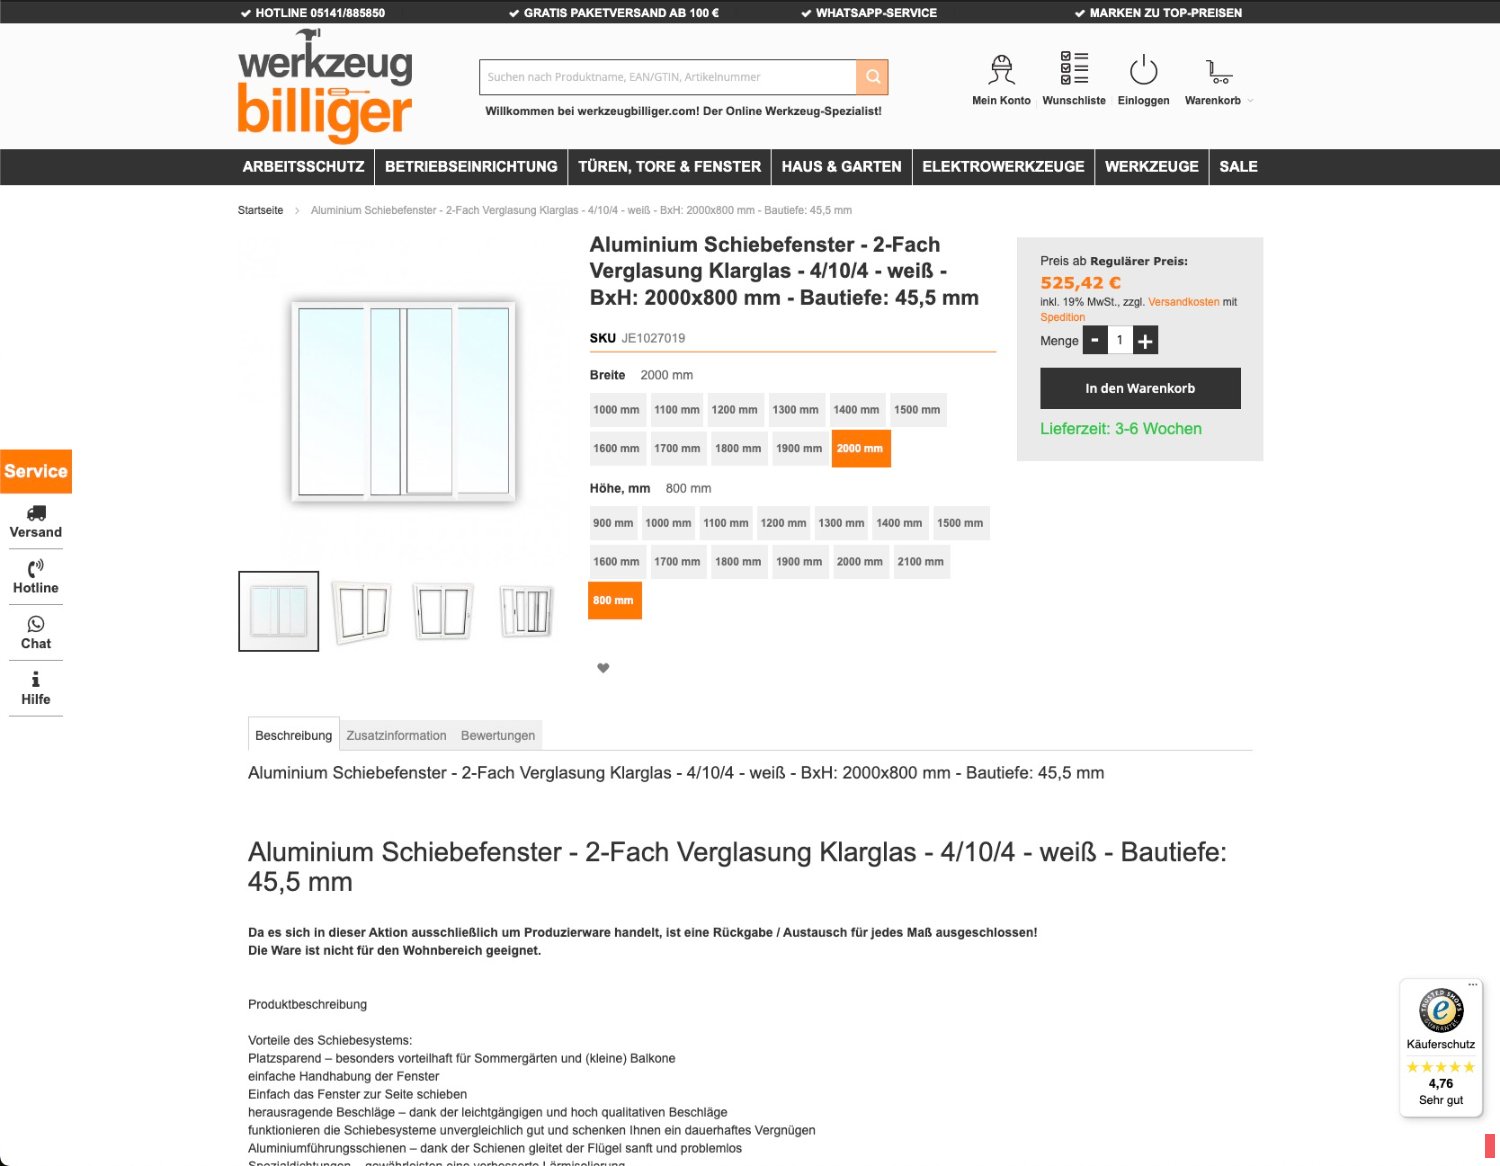 HOTLINE 05141/885850
GRATIS PAKETVERSAND AB 100 €
WHATSAPP-SERVICE
MARKEN ZU TOP-PREISEN
werkzeug
billiger
Suchen nach Produktname, EAN/GTIN, Artikelnummer
Willkommen bei werkzeugbilliger.com! Der Online Werkzeug-Spezialist!
Mein Konto
Wunschliste
Einloggen
Warenkorb
ARBEITSSCHUTZ
BETRIEBSEINRICHTUNG
TÜREN, TORE & FENSTER
HAUS & GARTEN
ELEKTROWERKZEUGE
WERKZEUGE
SALE
Startseite
Aluminium Schiebefenster - 2-Fach Verglasung Klarglas - 4/10/4 - weiß - BxH: 2000x800 mm - Bautiefe: 45,5 mm
Aluminium Schiebefenster - 2-Fach
Verglasung Klarglas - 4/10/4 - weiß -
BxH: 2000x800 mm - Bautiefe: 45,5 mm
SKU JE1027019
Breite 2000 mm
1000 mm 1100 mm 1200 mm 1300 mm 1400 mm 1500 mm
1600 mm 1700 mm 1800 mm 1900 mm 2000 mm
Höhe, mm 800 mm
900 mm 1000 mm 1100 mm 1200 mm 1300 mm 1400 mm 1500 mm
1600 mm 1700 mm 1800 mm 1900 mm 2000 mm 2100 mm
800 mm
Preis ab Regulärer Preis:
525,42 €
inkl. 19% MwSt., zzgl. Versandkosten mit
Spedition
Menge - 1 +
In den Warenkorb
Lieferzeit: 3-6 Wochen
Service
Versand
Hotline
Chat
Hilfe
Beschreibung
Zusatzinformation
Bewertungen
Aluminium Schiebefenster - 2-Fach Verglasung Klarglas - 4/10/4 - weiß - BxH: 2000x800 mm - Bautiefe: 45,5 mm
Aluminium Schiebefenster - 2-Fach Verglasung Klarglas - 4/10/4 - weiß - Bautiefe:
45,5 mm
Da es sich in dieser Aktion ausschließlich um Produzierware handelt, ist eine Rückgabe / Austausch für jedes Maß ausgeschlossen!
Die Ware ist nicht für den Wohnbereich geeignet.
Produktbeschreibung
Vorteile des Schiebesystems:
Platzsparend – besonders vorteilhaft für Sommergärten und (kleine) Balkone
einfache Handhabung der Fenster
Einfach das Fenster zur Seite schieben
herausragende Beschläge – dank der leichtgängigen und hoch qualitativen Beschläge
funktionieren die Schiebesysteme unvergleichlich gut und schenken Ihnen ein dauerhaftes Vergnügen
Aluminiumführungsschienen – dank der Schienen gleitet der Flügel sanft und problemlos
Spezialdichtungen – gewährleisten eine verbesserte Lärmisolierung
TRUSTED SHOPS
GUARANTEE
e
Käuferschutz
4,76
Sehr gut